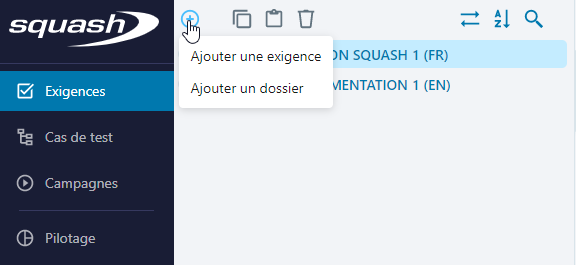 squash
Ajouter une exigence
Ajouter un dossier
ON SQUASH 1 (FR)
MENTATION 1 (EN)
Exigences
Cas de test
Campagnes
Pilotage